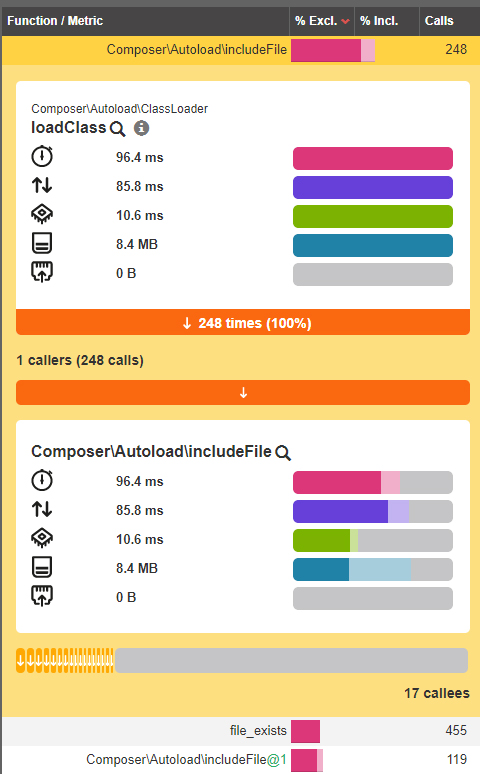 Function / Metric % Excl. % Incl. Calls
Composer\Autoload\includeFile 248
Composer\Autoload\ClassLoader
loadClass
96.4 ms
85.8 ms
10.6 ms
8.4 MB
0 B
↓ 248 times (100%)
1 callers (248 calls)
↓
Composer\Autoload\includeFile
96.4 ms
85.8 ms
10.6 ms
8.4 MB
0 B
17 callees
file_exists 455
Composer\Autoload\includeFile@1 119